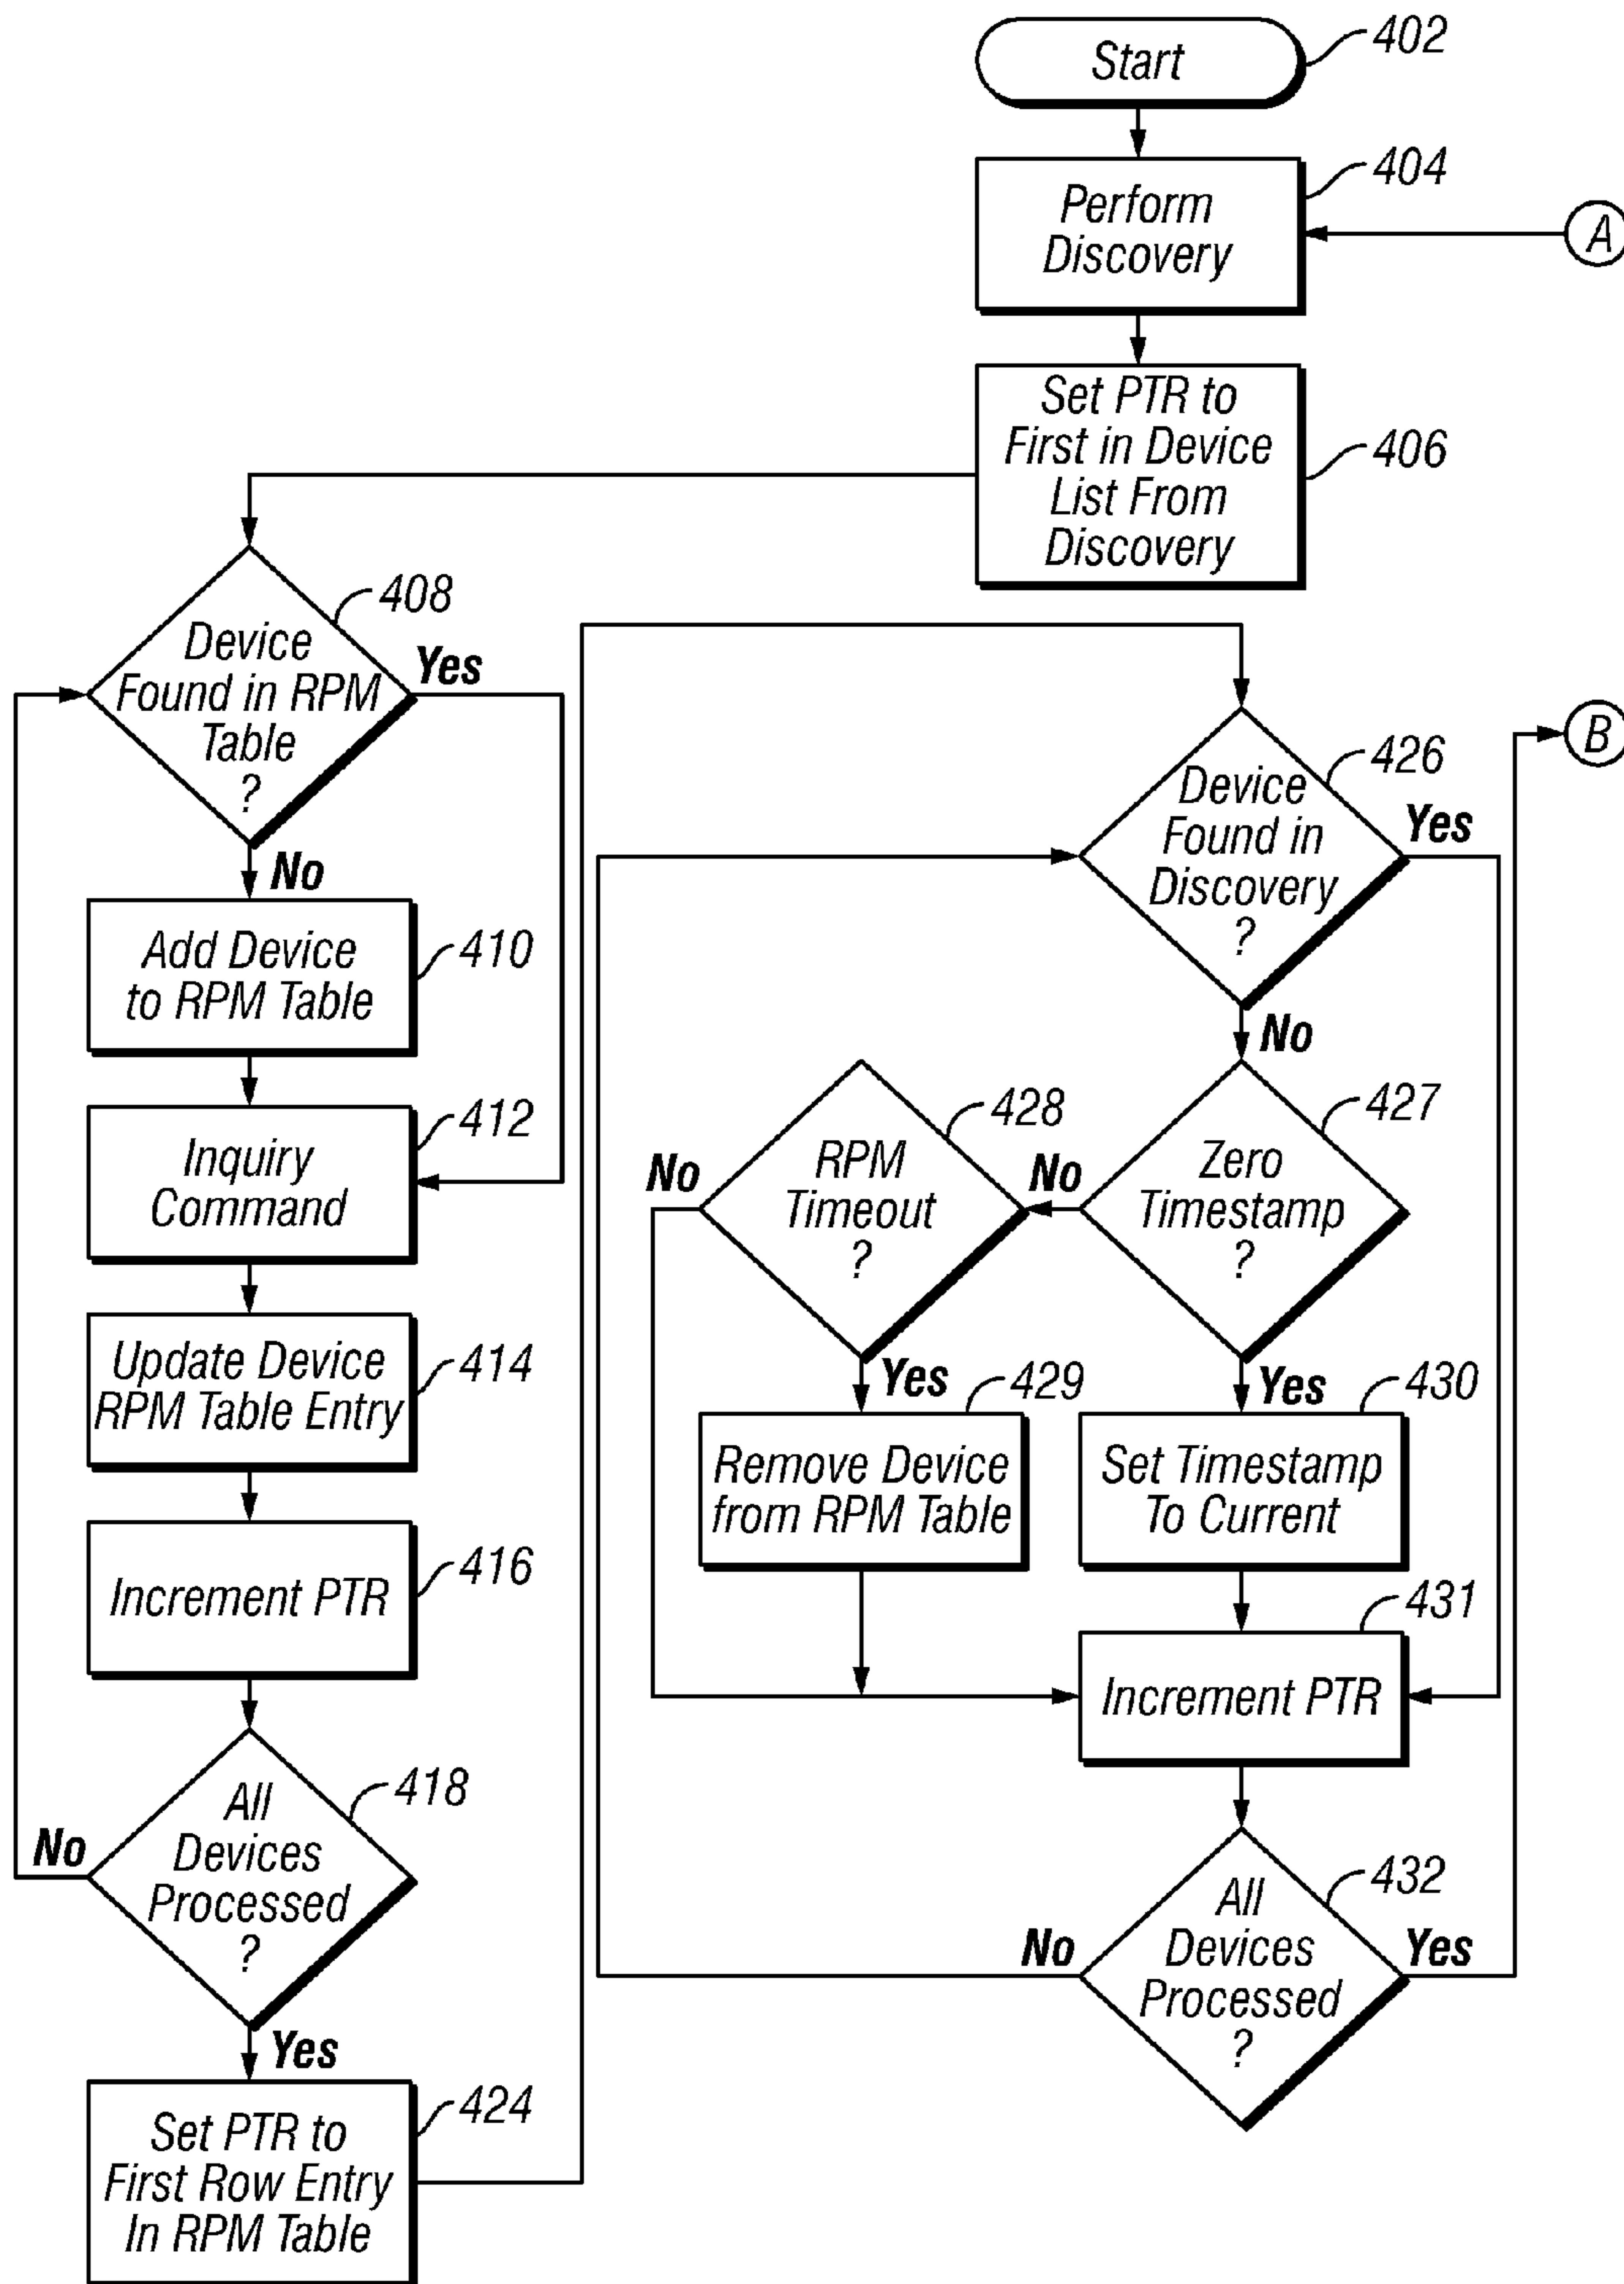 Start
402
Perform
Discovery
404
A
Set PTR to
First in Device
List From
Discovery
406
Device
Found in RPM
Table
?
408
Yes
No
Add Device
to RPM Table
410
Inquiry
Command
412
Update Device
RPM Table Entry
414
Increment PTR
416
All
Devices
Processed
?
418
No
Yes
Set PTR to
First Row Entry
In RPM Table
424
Device
Found in
Discovery
?
426
Yes
No
B
Zero
Timestamp
?
427
No
Yes
RPM
Timeout
?
428
No
Yes
Remove Device
from RPM Table
429
Set Timestamp
To Current
430
Increment PTR
431
All
Devices
Processed
?
432
No
Yes